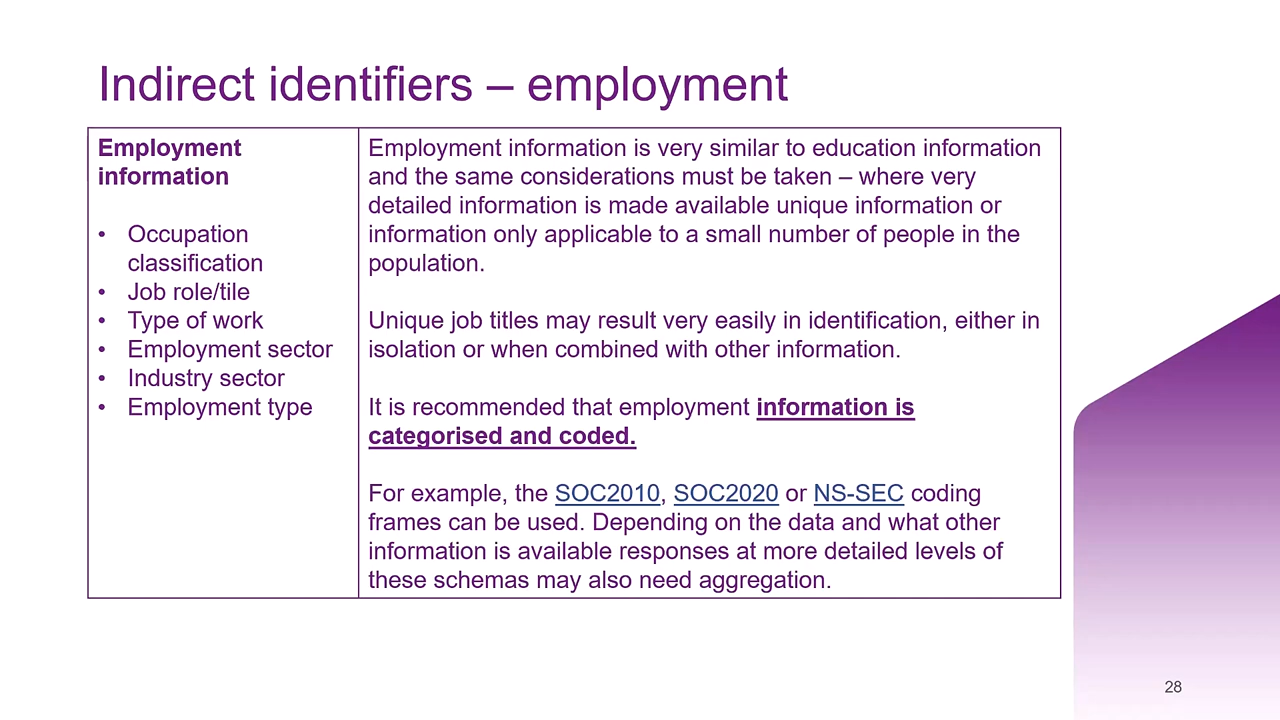 Indirect identifiers – employment
Employment
information
• Occupation
classification
• Job role/tile
• Type of work
• Employment sector
• Industry sector
• Employment type
Employment information is very similar to education information
and the same considerations must be taken – where very
detailed information is made available unique information or
information only applicable to a small number of people in the
population.
Unique job titles may result very easily in identification, either in
isolation or when combined with other information.
It is recommended that employment information is
categorised and coded.
For example, the SOC2010, SOC2020 or NS-SEC coding
frames can be used. Depending on the data and what other
information is available responses at more detailed levels of
these schemas may also need aggregation.
28